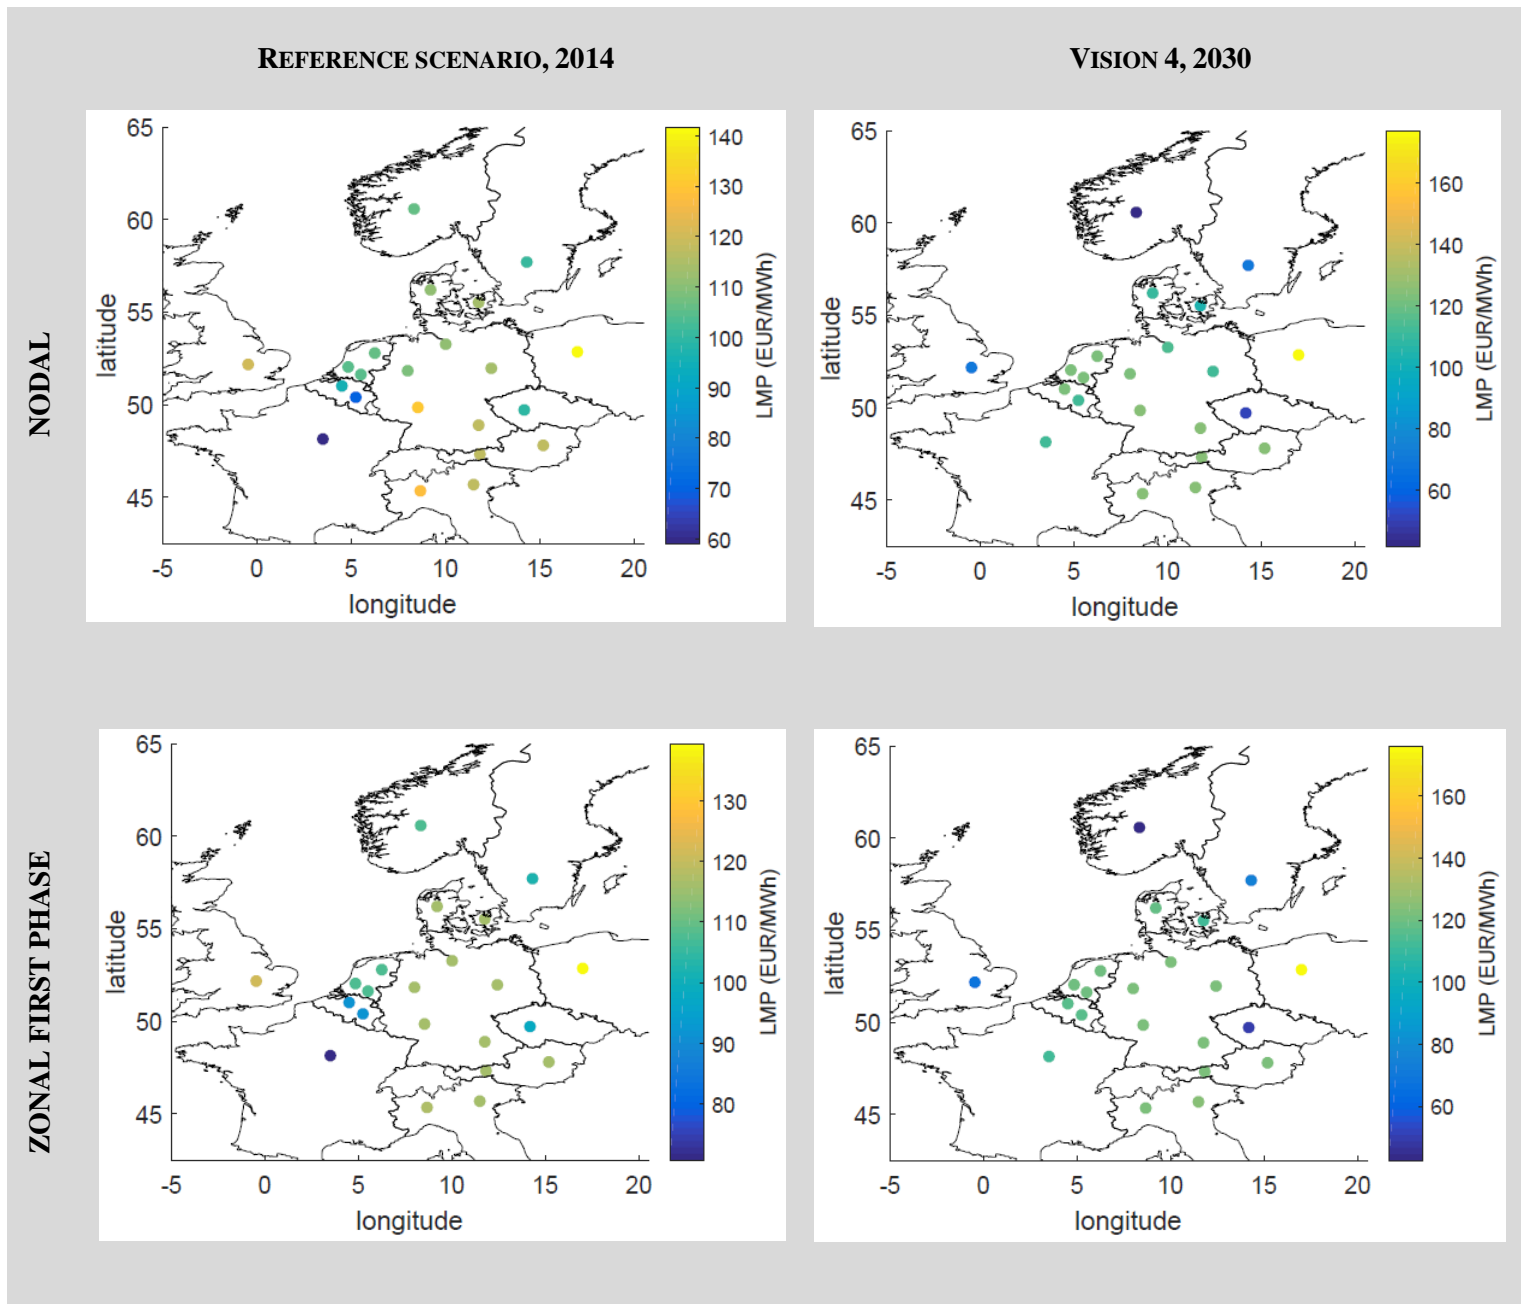 REFERENCE SCENARIO, 2014
VISION 4, 2030
NODAL
65
60
55
50
45
latitude
-5 0 5 10 15 20
longitude
140
130
120
110
100
90
80
70
60
LMP (EUR/MWh)
65
60
55
50
45
latitude
-5 0 5 10 15 20
longitude
160
140
120
100
80
60
LMP (EUR/MWh)
ZONAL FIRST PHASE
65
60
55
50
45
latitude
-5 0 5 10 15 20
longitude
130
120
110
100
90
80
LMP (EUR/MWh)
65
60
55
50
45
latitude
-5 0 5 10 15 20
longitude
160
140
120
100
80
60
LMP (EUR/MWh)